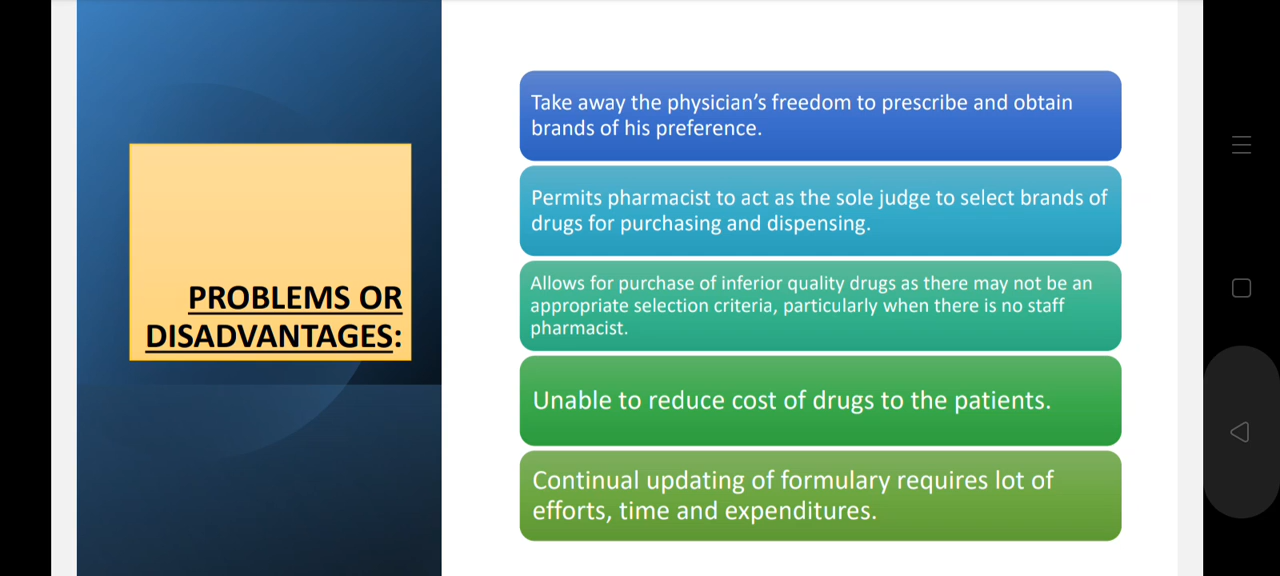 PROBLEMS OR
DISADVANTAGES:
Take away the physician’s freedom to prescribe and obtain
brands of his preference.
Permits pharmacist to act as the sole judge to select brands of
drugs for purchasing and dispensing.
Allows for purchase of inferior quality drugs as there may not be an
appropriate selection criteria, particularly when there is no staff
pharmacist.
Unable to reduce cost of drugs to the patients.
Continual updating of formulary requires lot of
efforts, time and expenditures.